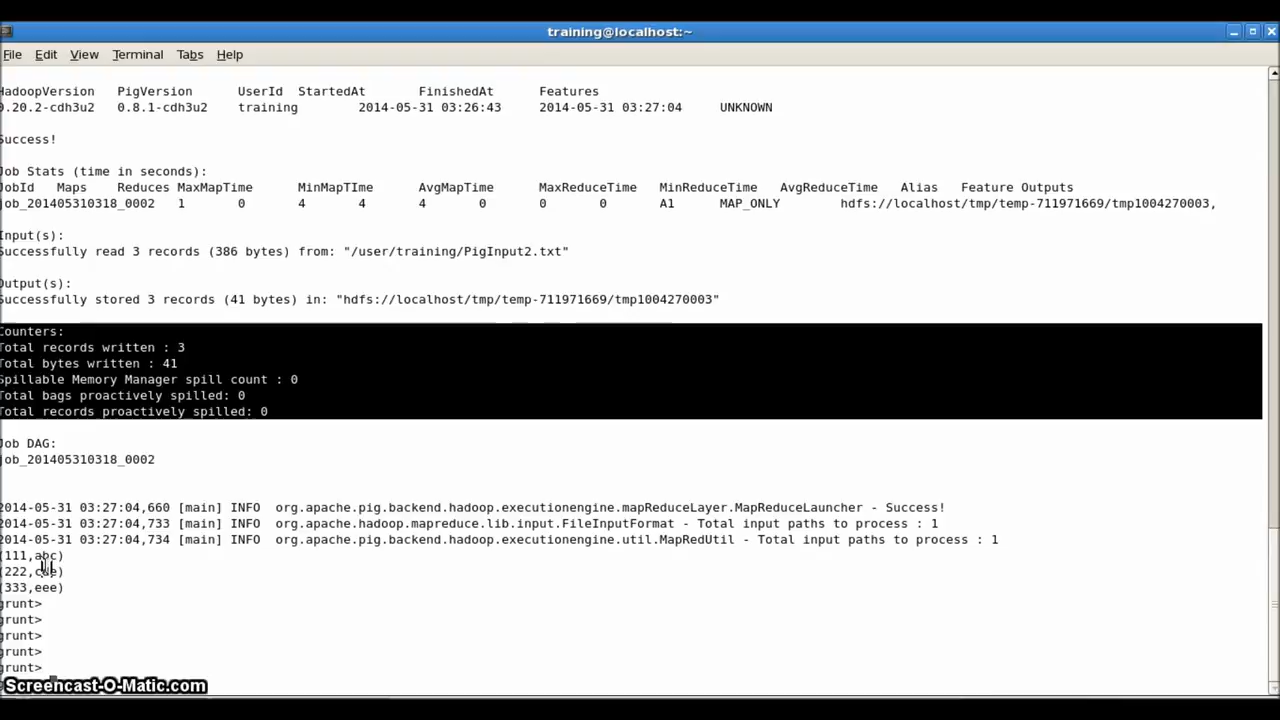 training@localhost:~
File Edit View Terminal Tabs Help
HadoopVersion PigVersion UserId StartedAt FinishedAt Features
0.20.2-cdh3u2 0.8.1-cdh3u2 training 2014-05-31 03:26:43 2014-05-31 03:27:04 UNKNOWN
Success!
Job Stats (time in seconds):
JobId Maps Reduces MaxMapTime MinMapTIme AvgMapTime MaxReduceTime MinReduceTime AvgReduceTime Alias Feature Outputs
job_201405310318_0002 1 0 4 4 4 0 0 0 A1 MAP_ONLY hdfs://localhost/tmp/temp-711971669/tmp1004270003,
Input(s):
Successfully read 3 records (386 bytes) from: "/user/training/PigInput2.txt"
Output(s):
Successfully stored 3 records (41 bytes) in: "hdfs://localhost/tmp/temp-711971669/tmp1004270003"
Counters:
Total records written : 3
Total bytes written : 41
Spillable Memory Manager spill count : 0
Total bags proactively spilled: 0
Total records proactively spilled: 0
Job DAG:
job_201405310318_0002
2014-05-31 03:27:04,660 [main] INFO org.apache.pig.backend.hadoop.executionengine.mapReduceLayer.MapReduceLauncher - Success!
2014-05-31 03:27:04,733 [main] INFO org.apache.hadoop.mapreduce.lib.input.FileInputFormat - Total input paths to process : 1
2014-05-31 03:27:04,734 [main] INFO org.apache.pig.backend.hadoop.executionengine.util.MapRedUtil - Total input paths to process : 1
(111,abc)
(222,cde)
(333,eee)
grunt>
grunt>
grunt>
grunt>
grunt>
Screencast-O-Matic.com